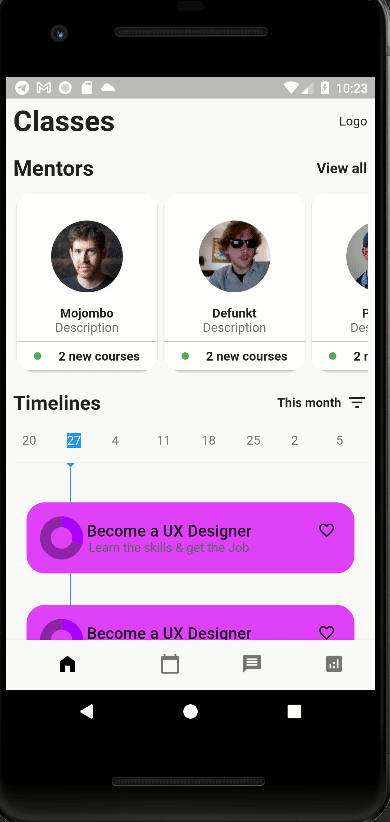 10:23
Classes
Logo
Mentors
View all
Mojombo
Description
2 new courses
Defunkt
Description
2 new courses
Timelines
This month
20 27 4 11 18 25 2 5
Become a UX Designer
Learn the skills & get the Job
Become a UX Designer